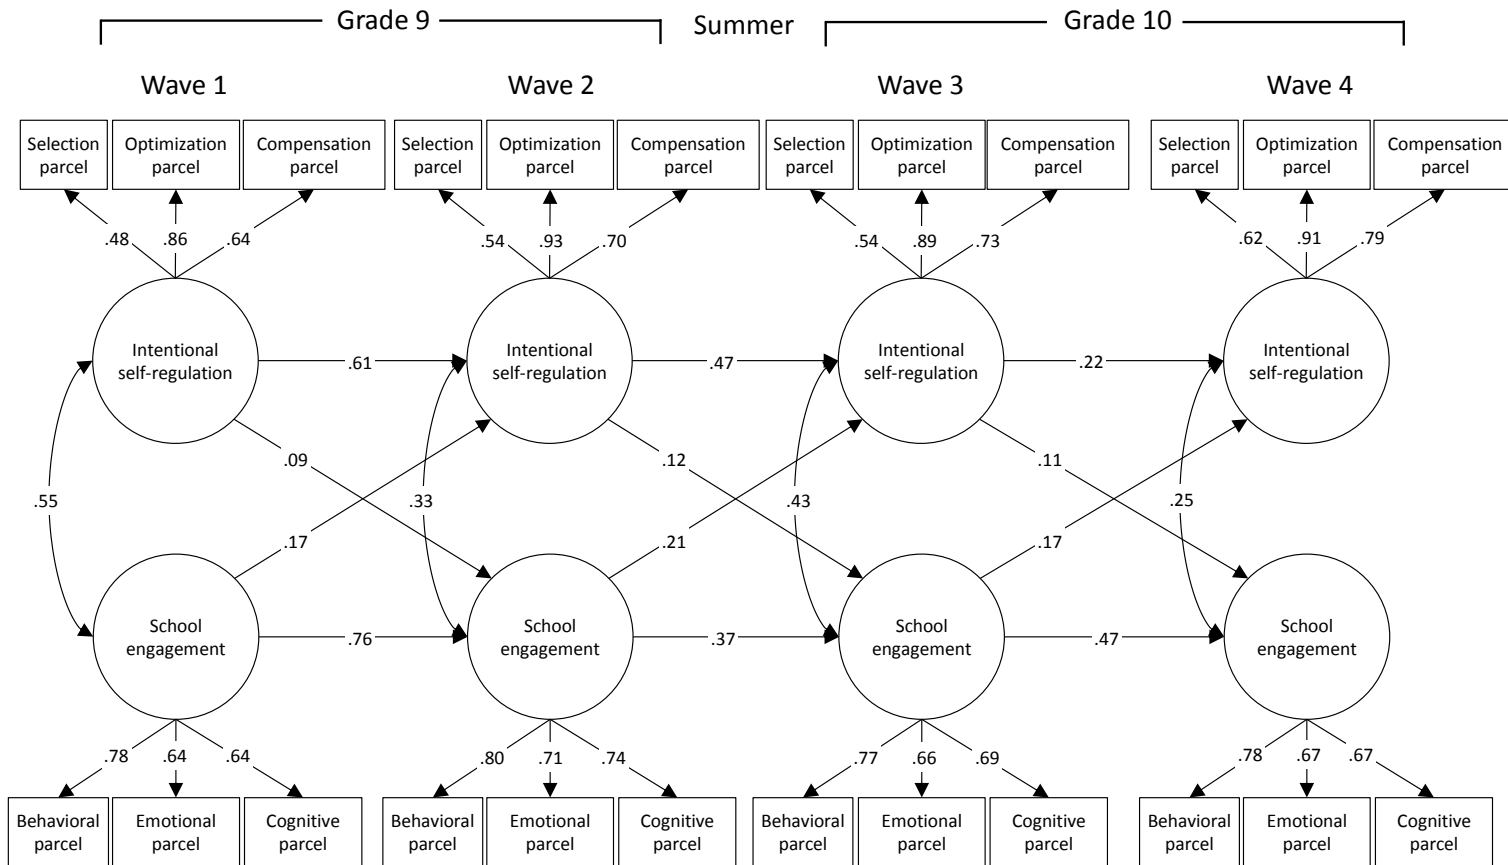 Grade 9
Summer
Grade 10
Wave 1
Wave 2
Wave 3
Wave 4
Selection
parcel
Optimization
parcel
Compensation
parcel
Selection
parcel
Optimization
parcel
Compensation
parcel
Selection
parcel
Optimization
parcel
Compensation
parcel
Selection
parcel
Optimization
parcel
Compensation
parcel
.48
.86
.64
.54
.93
.70
.54
.89
.73
.62
.91
.79
Intentional
self-regulation
.61
Intentional
self-regulation
.47
Intentional
self-regulation
.22
Intentional
self-regulation
.09
.12
.11
.55
.33
.43
.25
.17
.21
.17
School
engagement
.76
School
engagement
.37
School
engagement
.47
School
engagement
.78
.64
.64
.80
.71
.74
.77
.66
.69
.78
.67
.67
Behavioral
parcel
Emotional
parcel
Cognitive
parcel
Behavioral
parcel
Emotional
parcel
Cognitive
parcel
Behavioral
parcel
Emotional
parcel
Cognitive
parcel
Behavioral
parcel
Emotional
parcel
Cognitive
parcel